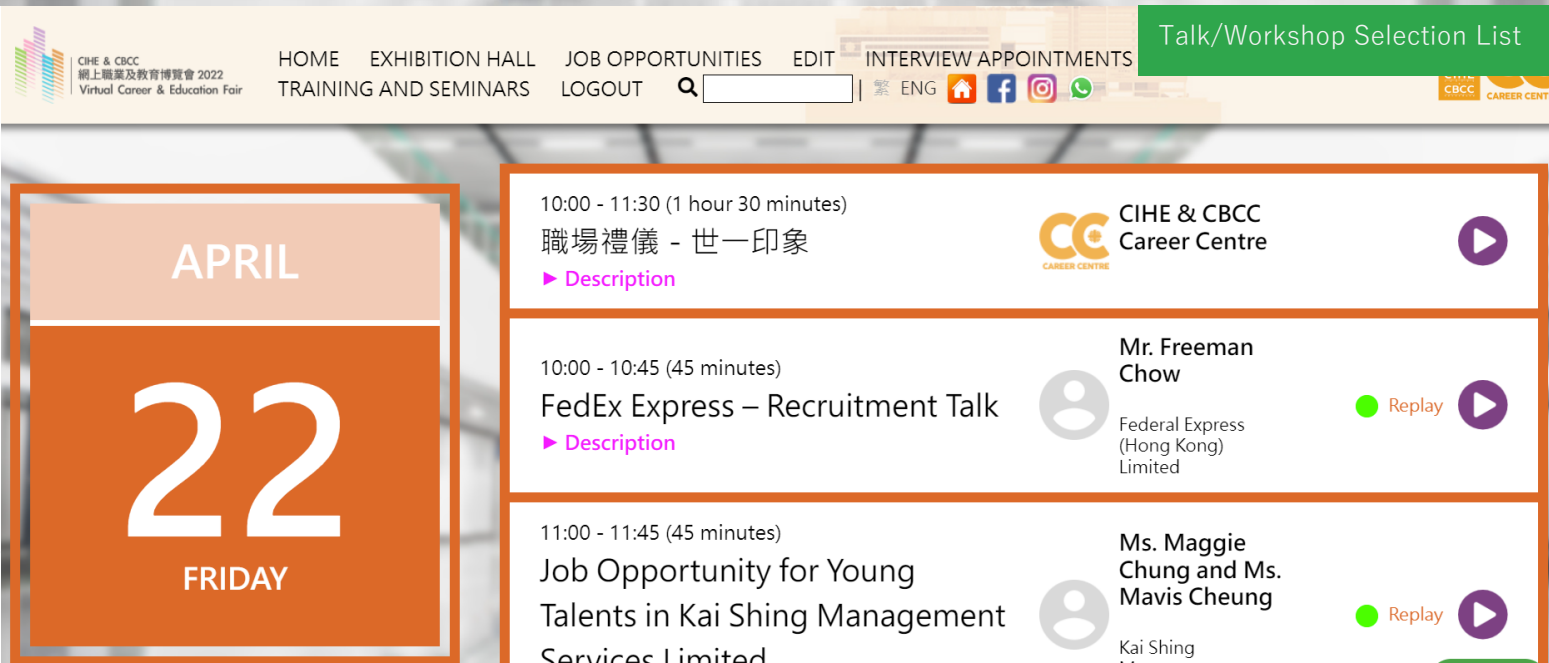 CIHE & CBCC
網上職業及教育博覽會 2022
Virtual Career & Education Fair
HOME EXHIBITION HALL JOB OPPORTUNITIES EDIT INTERVIEW APPOINTMENTS
TRAINING AND SEMINARS LOGOUT | 繁 ENG
Talk/Workshop Selection List
CIHE
CBCC CAREER CENT
APRIL
22
FRIDAY
10:00 - 11:30 (1 hour 30 minutes)
職場禮儀 - 世一印象
► Description
CC
CAREER CENTRE
CIHE & CBCC
Career Centre
10:00 - 10:45 (45 minutes)
FedEx Express – Recruitment Talk
► Description
Mr. Freeman
Chow
Federal Express
(Hong Kong)
Limited
Replay
11:00 - 11:45 (45 minutes)
Job Opportunity for Young
Talents in Kai Shing Management
Services Limited
Ms. Maggie
Chung and Ms.
Mavis Cheung
Kai Shing
Replay